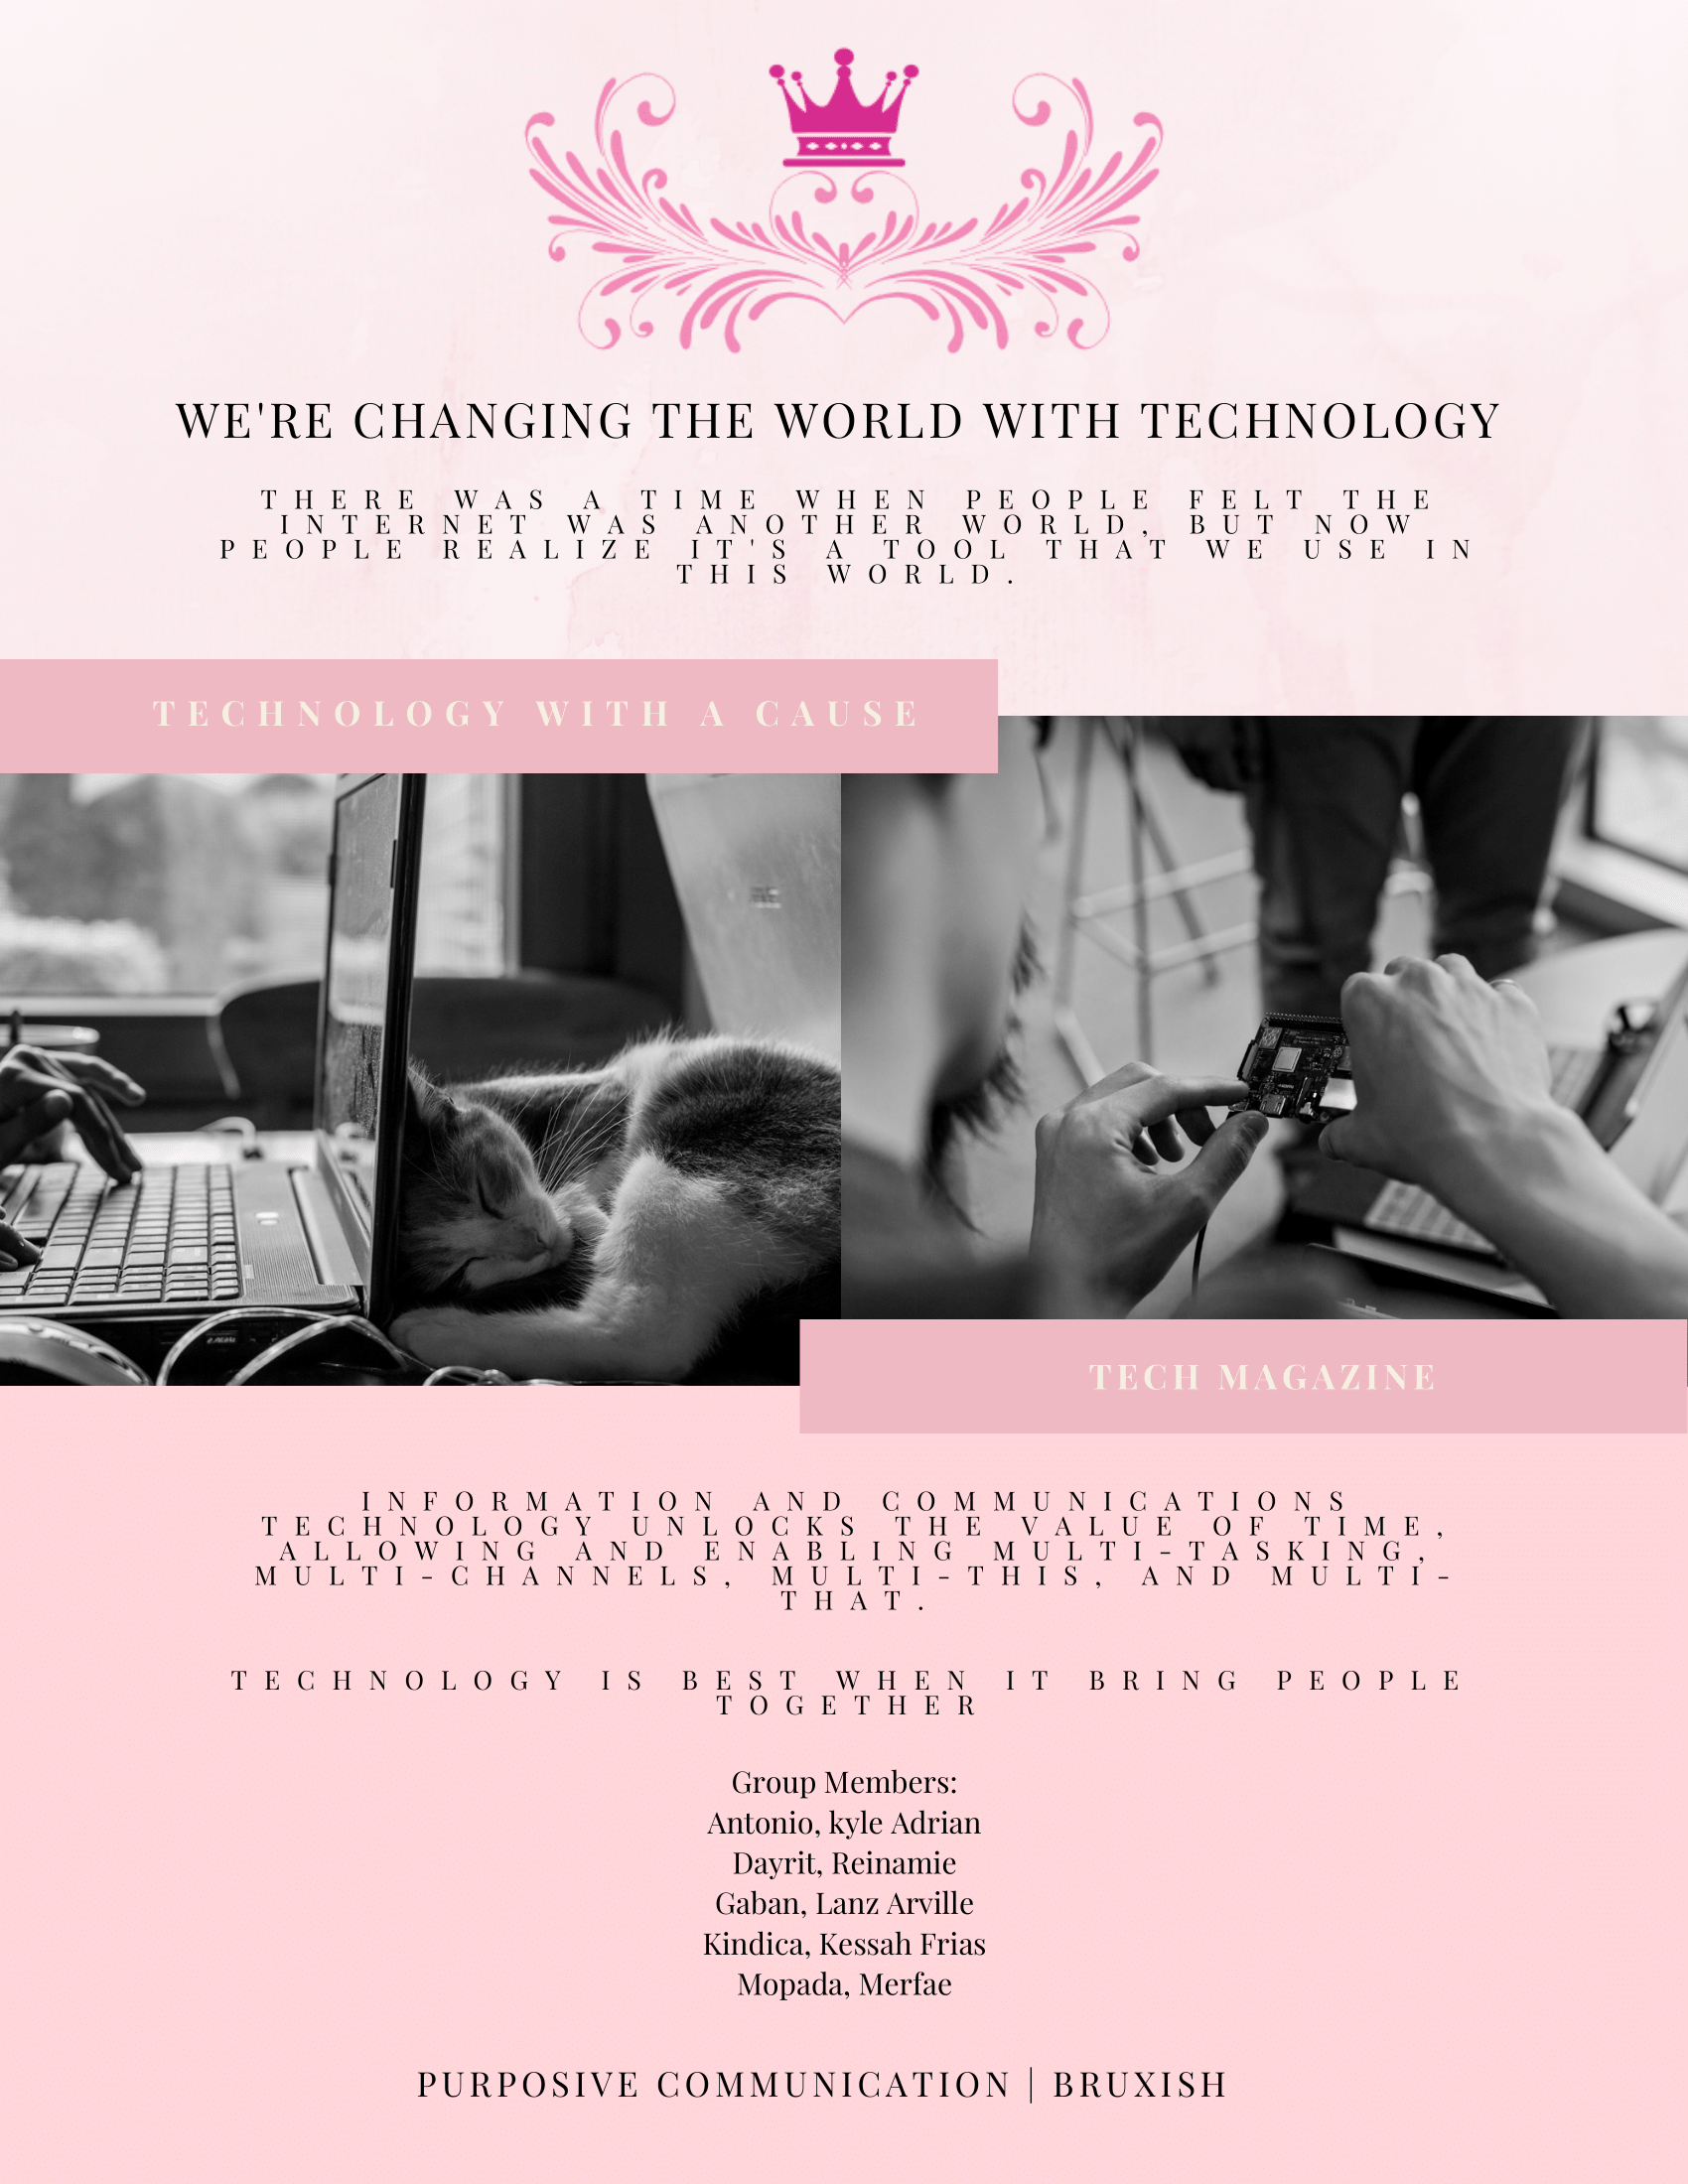 WE'RE CHANGING THE WORLD WITH TECHNOLOGY
THERE WAS A TIME WHEN PEOPLE FELT THE
INTERNET WAS ANOTHER WORLD, BUT NOW
PEOPLE REALIZE IT'S A TOOL THAT WE USE IN
THIS WORLD.
TECHNOLOGY WITH A CAUSE
TECH MAGAZINE
INFORMATION AND COMMUNICATIONS
TECHNOLOGY UNLOCKS THE VALUE OF TIME,
ALLOWING AND ENABLING MULTI-TASKING,
MULTI-CHANNELS, MULTI-THIS, AND MULTI-
THAT.
TECHNOLOGY IS BEST WHEN IT BRING PEOPLE
TOGETHER
Group Members:
Antonio, kyle Adrian
Dayrit, Reinamie
Gaban, Lanz Arville
Kindica, Kessah Frias
Mopada, Merfae
PURPOSIVE COMMUNICATION | BRUXISH